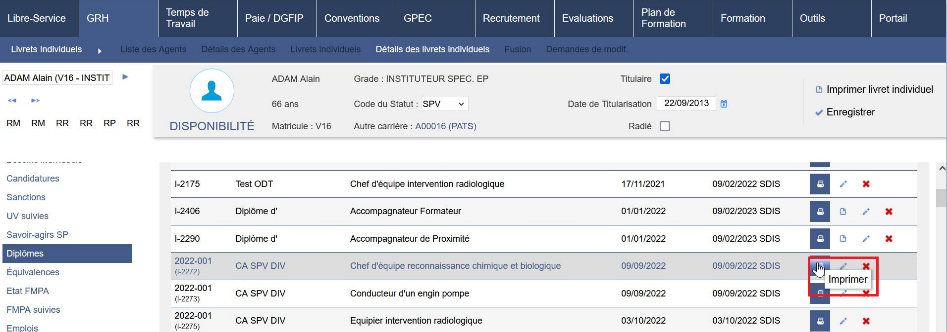 Libre-Service GRH Temps de Travail Paie / DGFIP Conventions GPEC Recrutement Evaluations Plan de Formation Formation Outils Portail
Livrets Individuels Liste des Agents Détails des Agents Livrets Individuels Détails des livrets Individuels Fusion Demandes de modif.
ADAM Alain (V16 - INSTIT
RM RM RR RR RP RR
DISPONIBILITÉ
ADAM Alain Grade : INSTITUTEUR SPEC. EP Titulaire
66 ans Code du Statut : SPV Date de Titularisation 22/09/2013
Matricule : V16 Autre carrière : A00016 (PATS) Radié
Imprimer livret individuel
Enregistrer
Candidatures
Sanctions
UV suivies
Savoir-agirs SP
Diplômes
Équivalences
Etat FMPA
FMPA suivies
Emplois
I-2175 Test ODT Chef d'équipe intervention radiologique 17/11/2021 09/02/2022 SDIS
I-2406 Diplôme d' Accompagnateur Formateur 01/01/2022 09/02/2023 SDIS
I-2290 Diplôme d' Accompagnateur de Proximité 01/01/2022 09/02/2023 SDIS
2022-001 CA SPV DIV Chef d'équipe reconnaissance chimique et biologique 09/09/2022 09/02/2022 SDIS
(I-2272)
Imprimer
2022-001 CA SPV DIV Conducteur d'un engin pompe 09/09/2022 09/09/2022 SDIS
(I-2273)
2022-001 CA SPV DIV Equipier intervention radiologique 03/10/2022 09/02/2022 SDIS
(I-2275)